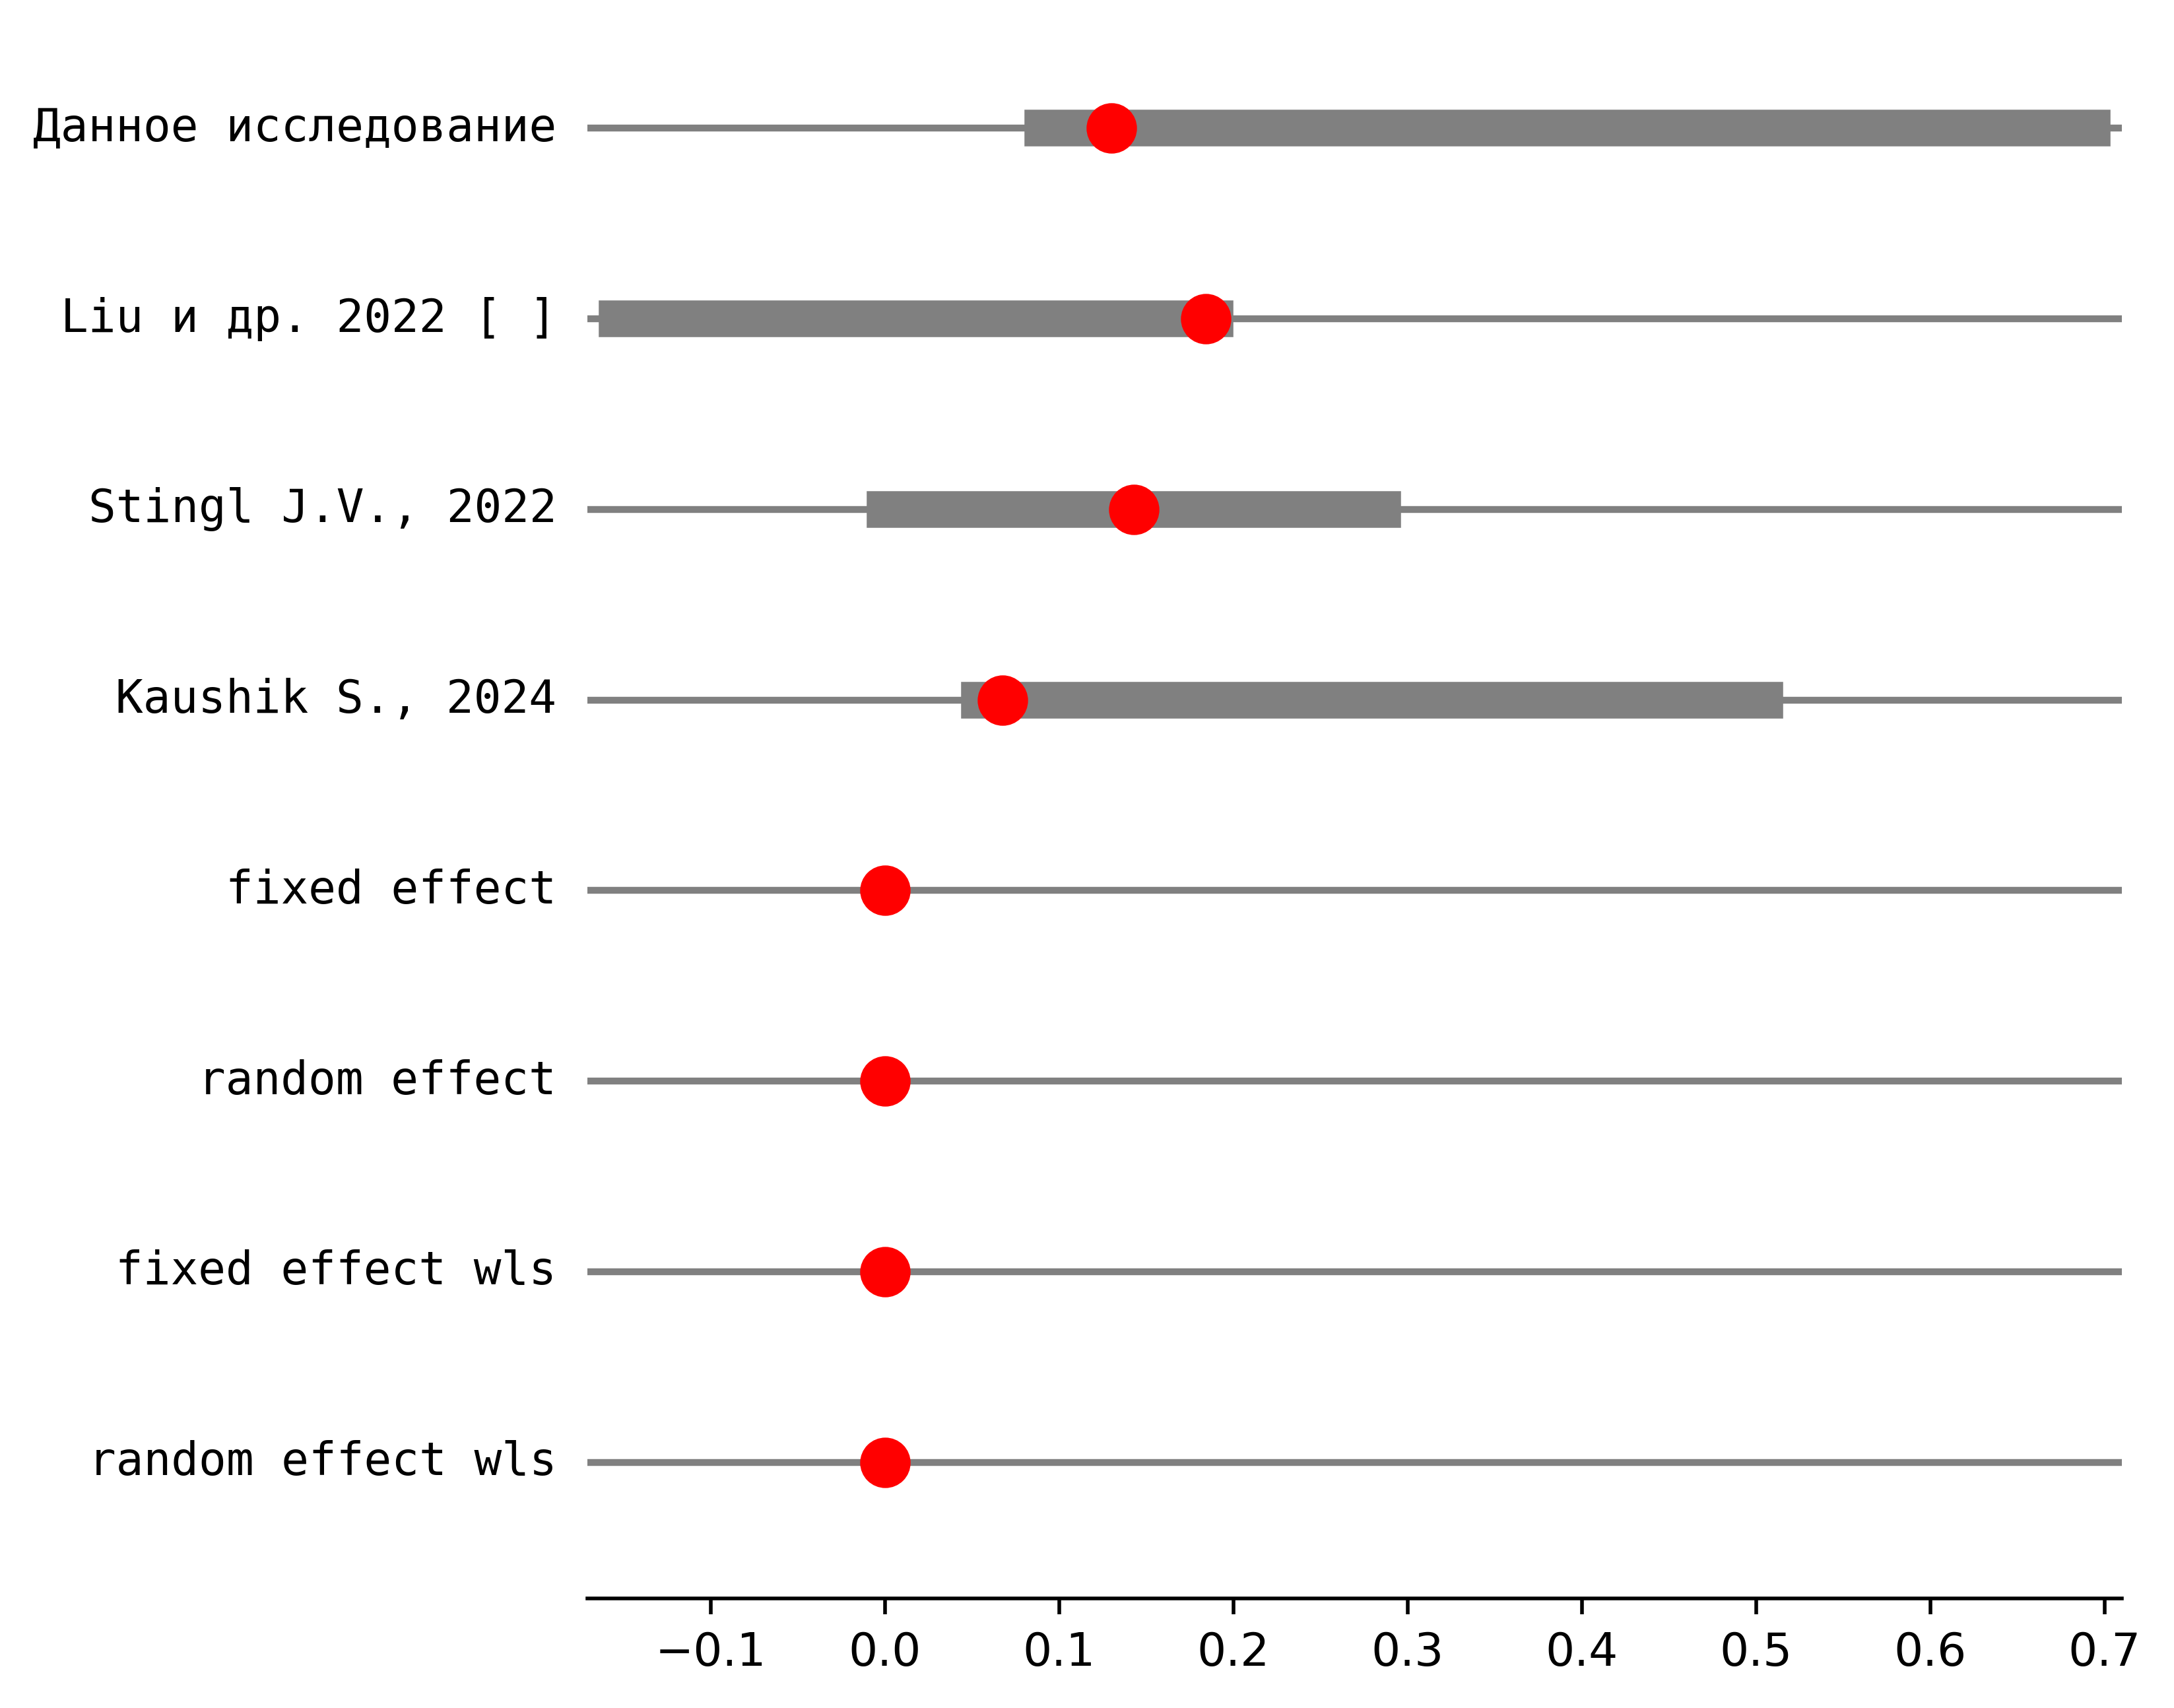 Данное исследование
Liu и др. 2022 [ ]
Stingl J.V., 2022
Kaushik S., 2024
fixed effect
random effect
fixed effect wls
random effect wls
−0.1 0.0 0.1 0.2 0.3 0.4 0.5 0.6 0.7